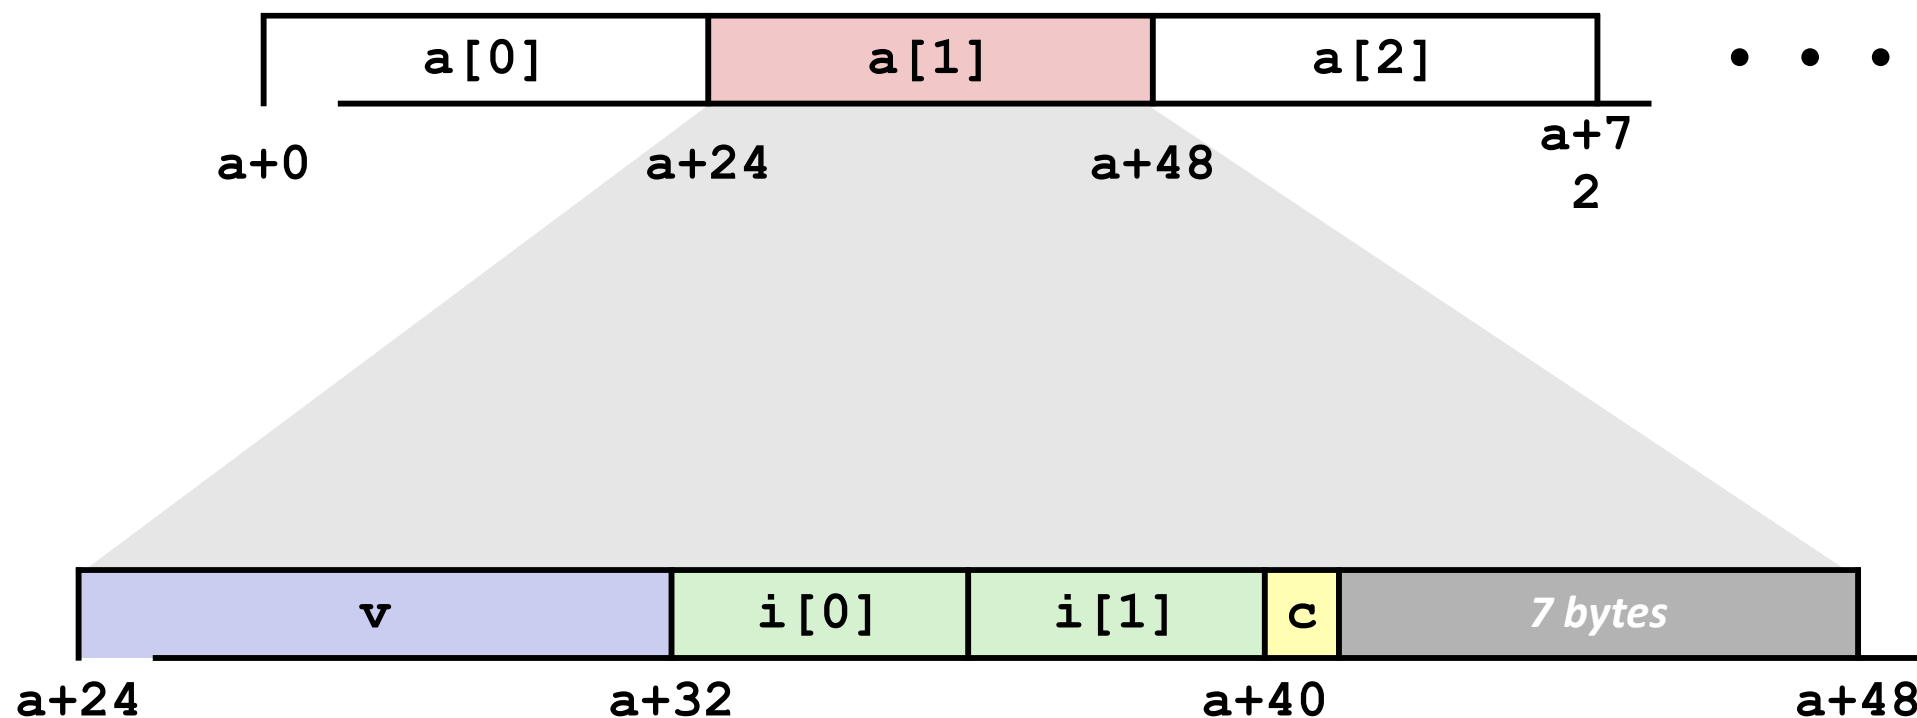 a[0] a[1] a[2] • • •
a+0 a+24 a+48 a+7
2
v i[0] i[1] c 7 bytes
a+24 a+32 a+40 a+48